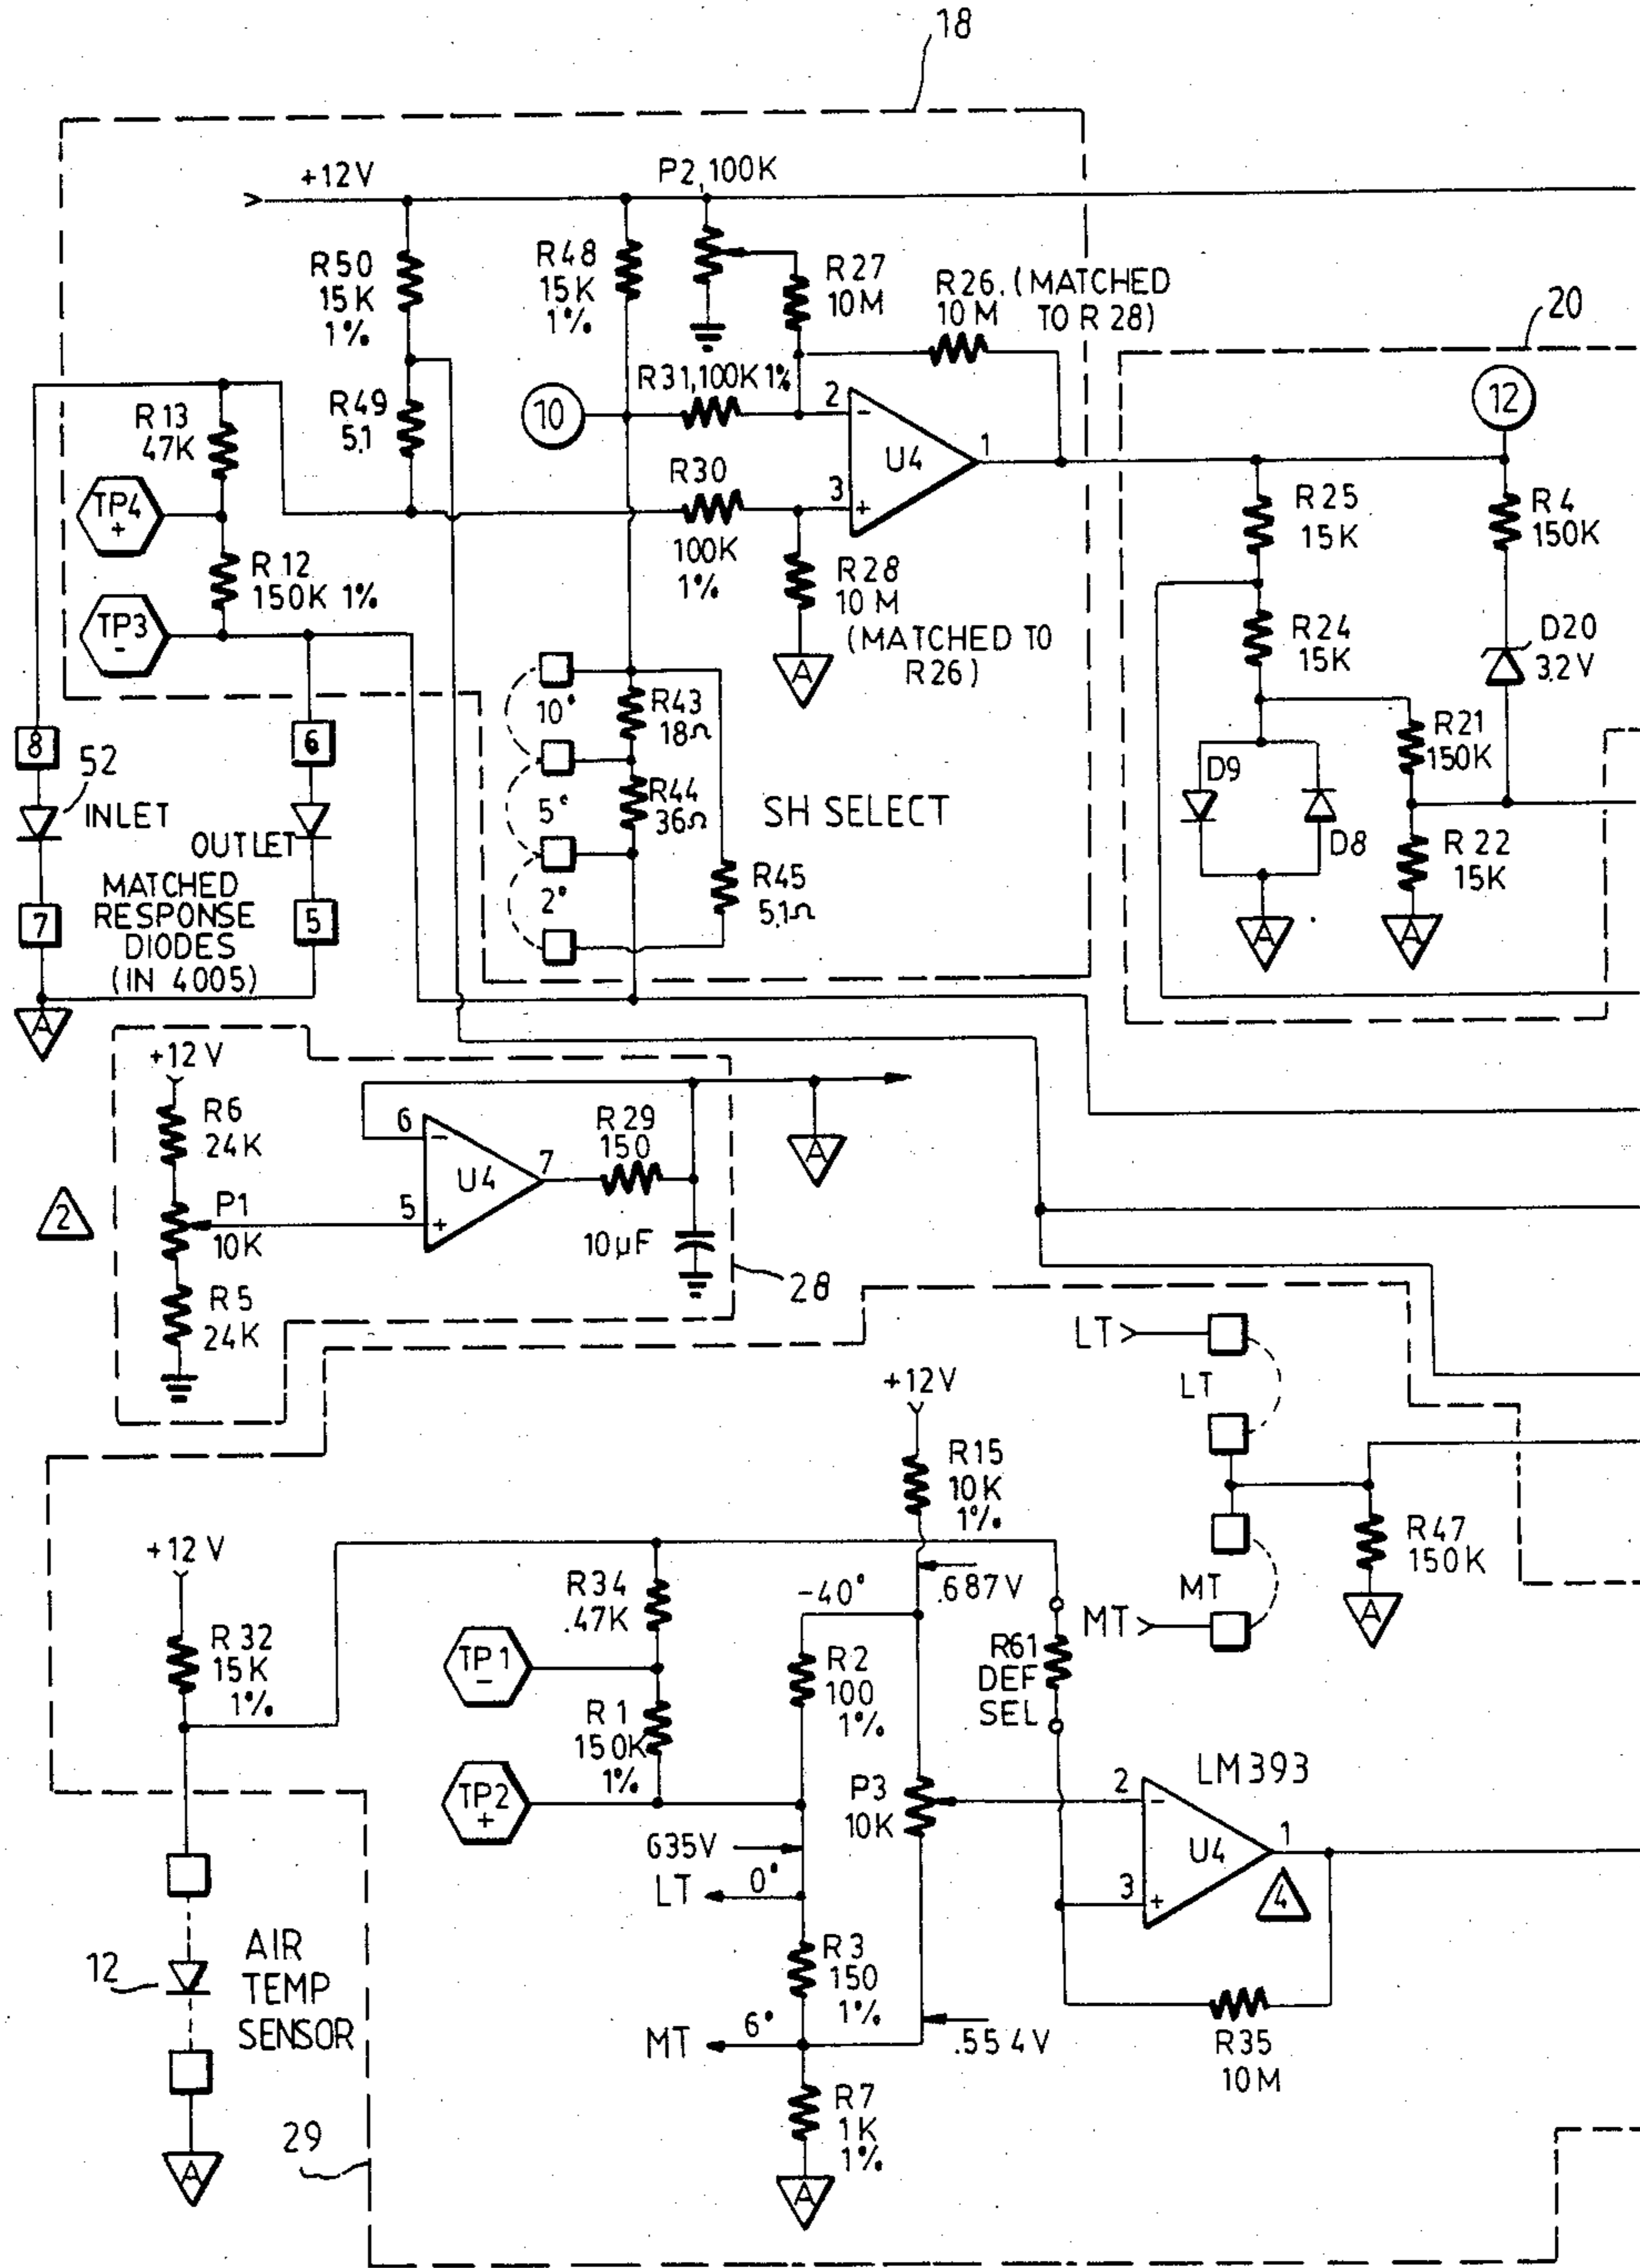 18
+12V
P2,100K
R50
15K
1%
R48
15K
1%
R27
10M
R26. (MATCHED
10M TO R 28)
20
R13
47K
R49
5.1
10
R31,100K 1%
2
-
U4
1
12
TP4
+
R30
100K
1%
3
+
R25
15K
R4
150K
R12
150K 1%
R28
10M
(MATCHED TO
R26)
TP3
-
A
R24
15K
D20
3.2V
10°
R43
18Ω
8
52
INLET
6
OUTLET
5°
R44
36Ω
SH SELECT
D9
D8
R21
150K
R22
15K
MATCHED
RESPONSE
DIODES
(IN 4005)
7
5
2°
R45
5.1Ω
A
A
A
+12V
R6
24K
6
-
U4
7
R29
150
A
2
P1
10K
5
+
10µF
28
R5
24K
LT
LT
+12V
R15
10K
1%
R47
150K
MT
MT
A
+12V
R32
15K
1%
R34
.47K
-40°
.687V
TP1
-
R2
100
1%
R61
DEF
SEL
R1
150K
1%
LM393
TP2
+
P3
10K
2
-
U4
1
635V
LT
0°
3
+
4
12
AIR
TEMP
SENSOR
R3
150
1%
MT
6°
.554V
R35
10M
R7
1K
1%
29
A
A